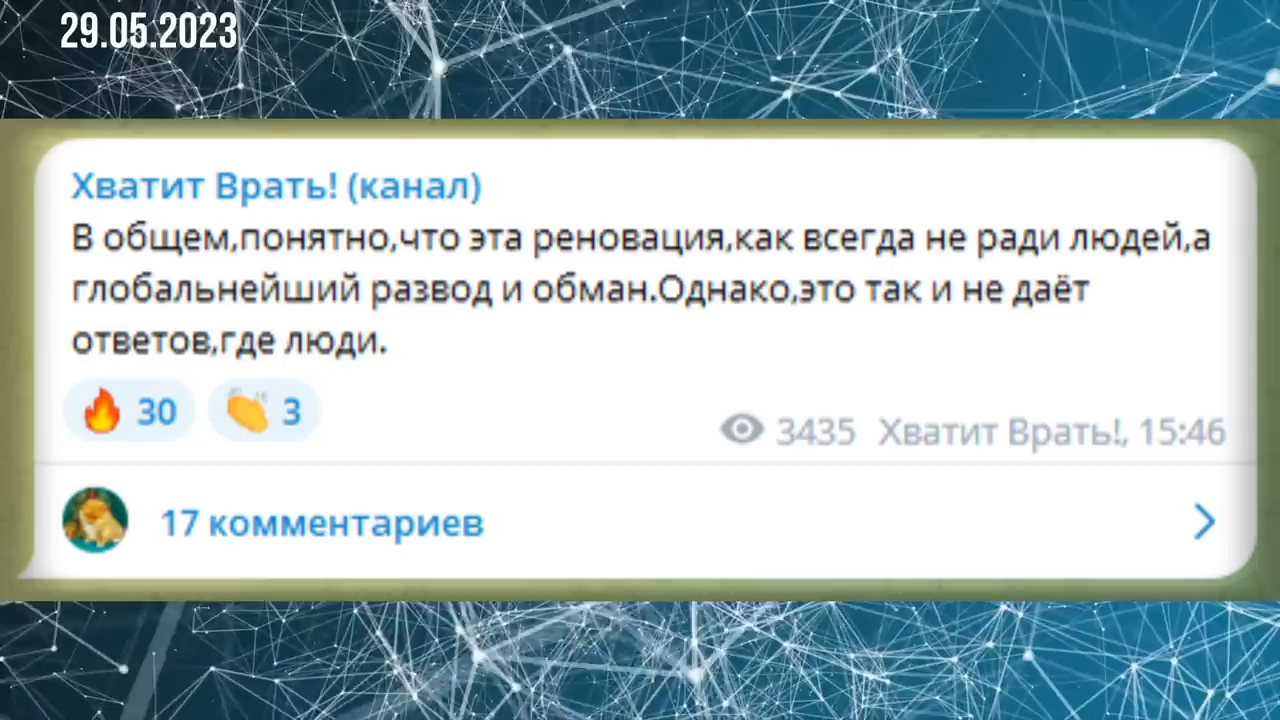 29.05.2023
Хватит Врать! (канал)
В общем,понятно,что эта реновация,как всегда не ради людей,а
глобальнейший развод и обман.Однако,это так и не даёт
ответов,где люди.
30 3
3435 Хватит Врать!, 15:46
17 комментариев